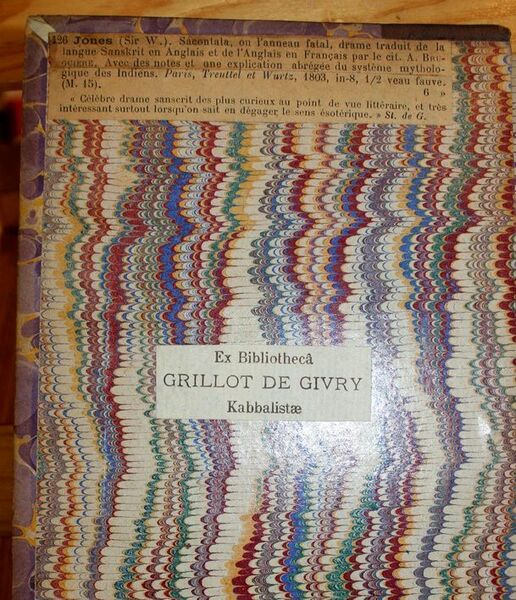 126 Jones (Sir W.). Sacontala, ou l'anneau fatal, drame traduit de la
langue Sanskrit en Anglais et de l'Anglais en Français par le cit. A. BRU-
GUIERE. Avec des notes et une explication abrégée du système mytholo-
gique des Indiens. Paris, Treuttel et Wurtz, 1803, in-8, 1/2 veau fauve.
(M. 15). 6 »
« Célèbre drame sanscrit des plus curieux au point de vue littéraire, et très
intéressant surtout lorsqu'on sait en dégager le sens ésotérique. » St. de G.
Ex Bibliothecâ
GRILLOT DE GIVRY
Kabbalistæ